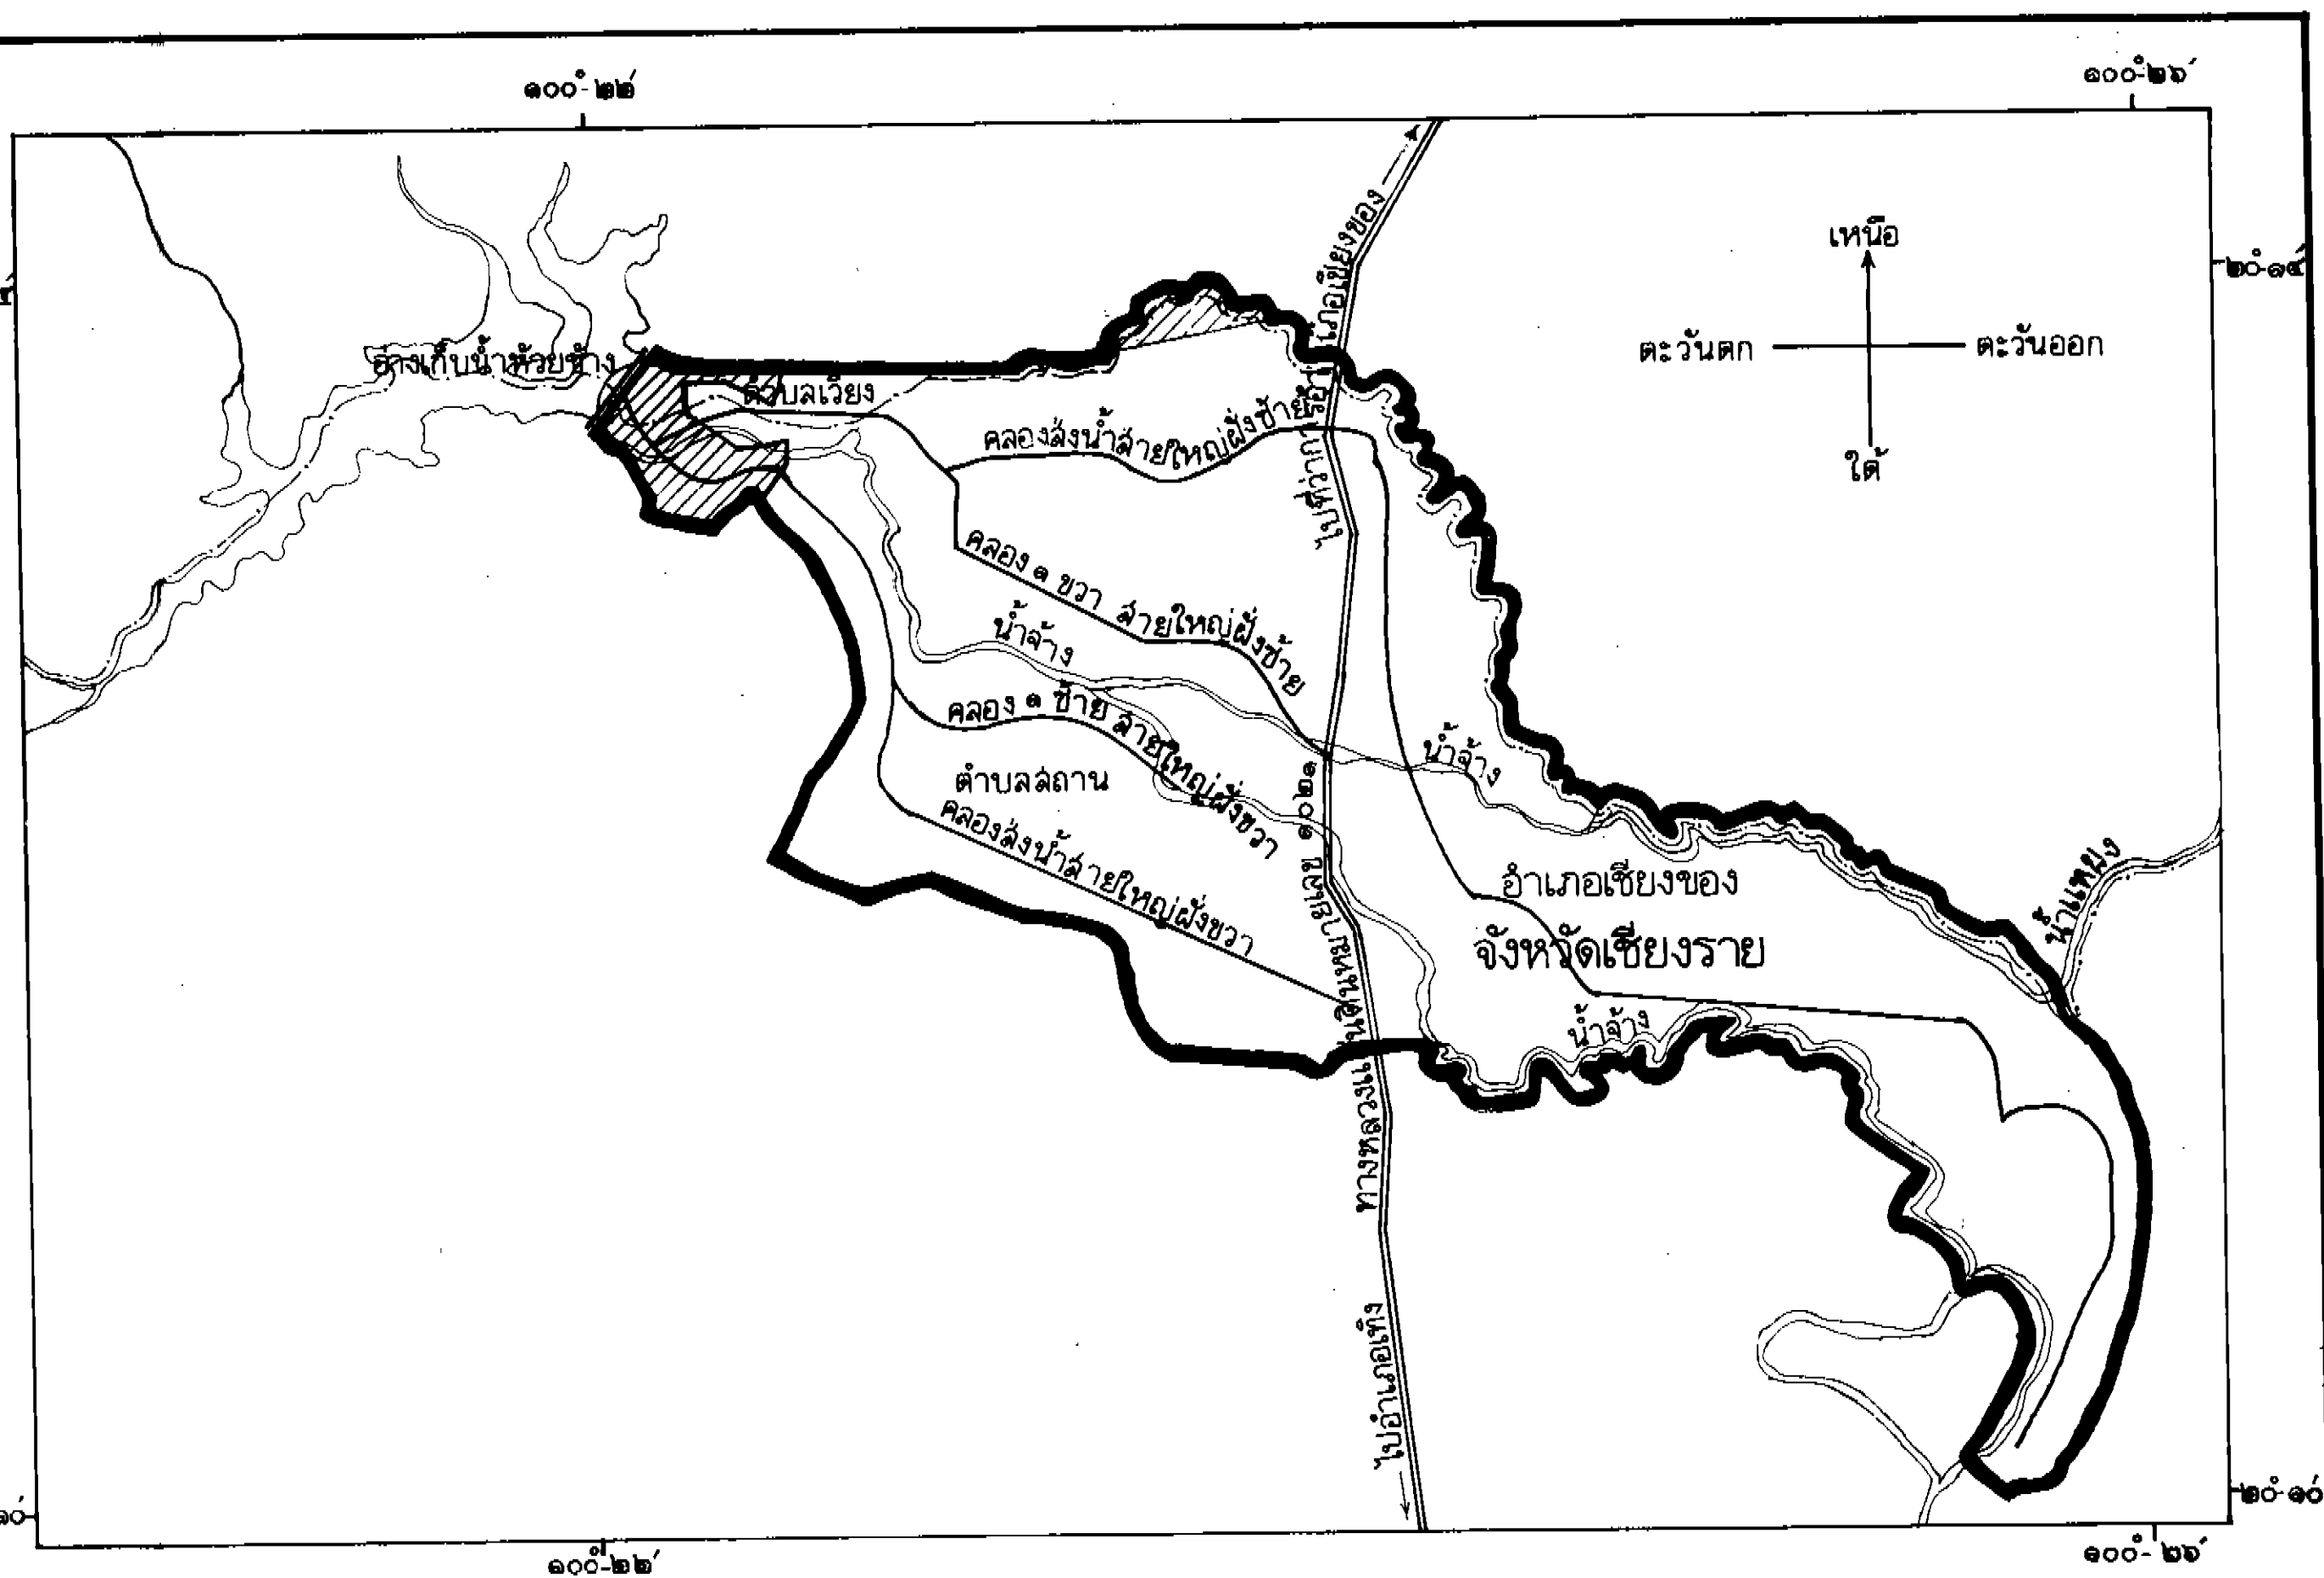 ๑๐๐°-๒๒´
๑๐๐°-๒๖´
เหนือ
ตะวันตก
ตะวันออก
ใต้
๒๐°-๑๔´
ไปที่ว่าการอำเภอเชียงของ
อ่างเก็บน้ำห้วยช้าง
ตำบลเวียง
คลองส่งน้ำสายใหญ่ฝั่งซ้าย
คลอง ๑ ขวา สายใหญ่ฝั่งซ้าย
น้ำจ้าง
คลอง ๑ ซ้าย สายใหญ่ฝั่งขวา
น้ำจ้าง
ตำบลสถาน
คลองส่งน้ำสายใหญ่ฝั่งขวา
อำเภอเชียงของ
จังหวัดเชียงราย
น้ำแหยง
น้ำจ้าง
ทางหลวงแผ่นดินหมายเลข ๑๐๒๑
ไปอำเภอเทิง
๒๐°-๑๐´
๑๐๐°-๒๒´
๑๐๐°-๒๖´